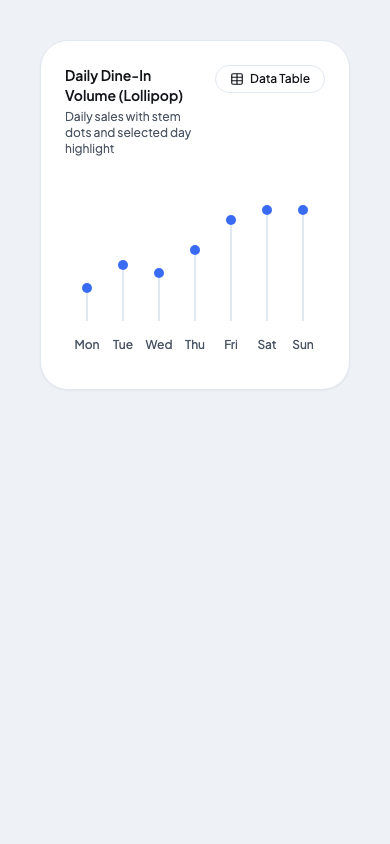 Daily Dine-In
Volume (Lollipop)
Data Table
Daily sales with stem
dots and selected day
highlight
Mon Tue Wed Thu Fri Sat Sun